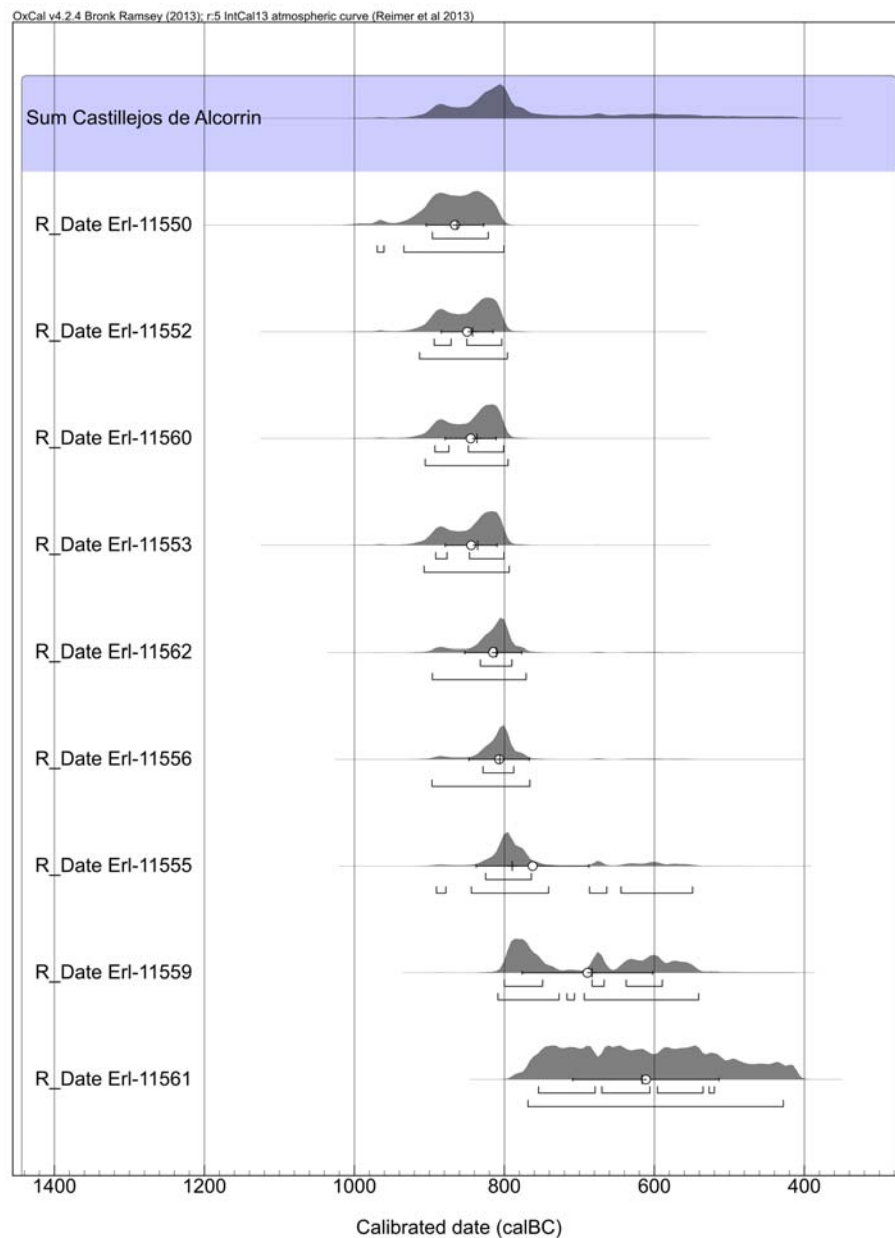 OxCal v4.2.4 Bronk Ramsey (2013); r:5 IntCal13 atmospheric curve (Reimer et al 2013)
Sum Castillejos de Alcorrin
R_Date Erl-11550
R_Date Erl-11552
R_Date Erl-11560
R_Date Erl-11553
R_Date Erl-11562
R_Date Erl-11556
R_Date Erl-11555
R_Date Erl-11559
R_Date Erl-11561
1400 1200 1000 800 600 400
Calibrated date (calBC)